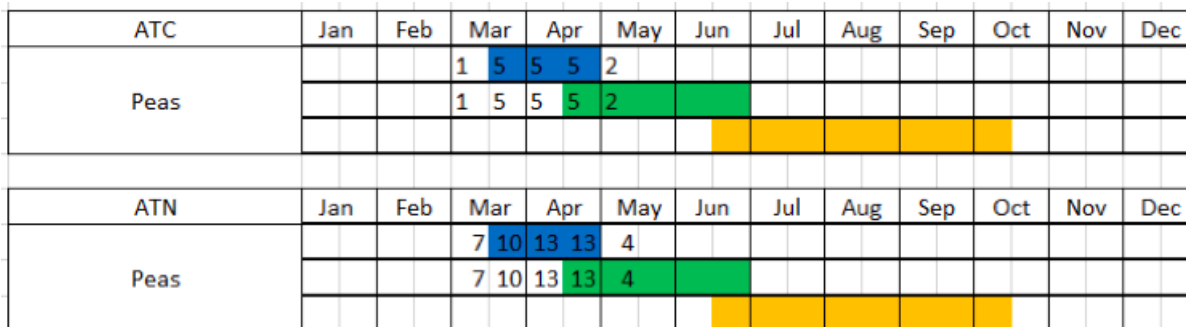 ATC Jan Feb Mar Apr May Jun Jul Aug Sep Oct Nov Dec
1 5 5 5 2
Peas 1 5 5 5 2
ATN Jan Feb Mar Apr May Jun Jul Aug Sep Oct Nov Dec
7 10 13 13 4
Peas 7 10 13 13 4